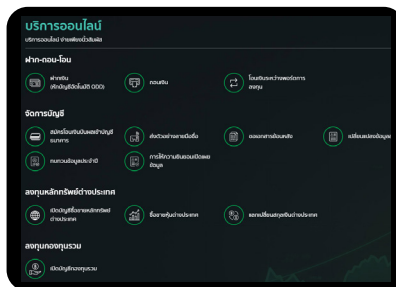 บริการออนไลน์
บริการออนไลน์ ง่ายเพียงนิ้วสัมผัส
ฝาก-ถอน-โอน
ฝากเงิน
(หักบัญชีอัตโนมัติ ODD)
ถอนเงิน
โอนเงินระหว่างพอร์ตการ
ลงทุน
จัดการบัญชี
สมัครโอนเงินปันผลเข้าบัญชี
ธนาคาร
ส่งตัวอย่างลายมือชื่อ
ขอเอกสารย้อนหลัง
เปลี่ยนแปลงข้อมูล
ทบทวนข้อมูลประจำปี
การให้ความยินยอมเปิดเผย
ข้อมูล
ลงทุนหลักทรัพย์ต่างประเทศ
เปิดบัญชีซื้อขายหลักทรัพย์
ต่างประเทศ
ซื้อขายหุ้นต่างประเทศ
แลกเปลี่ยนสกุลเงินต่างประเทศ
ลงทุนกองทุนรวม
เปิดบัญชีกองทุนรวม